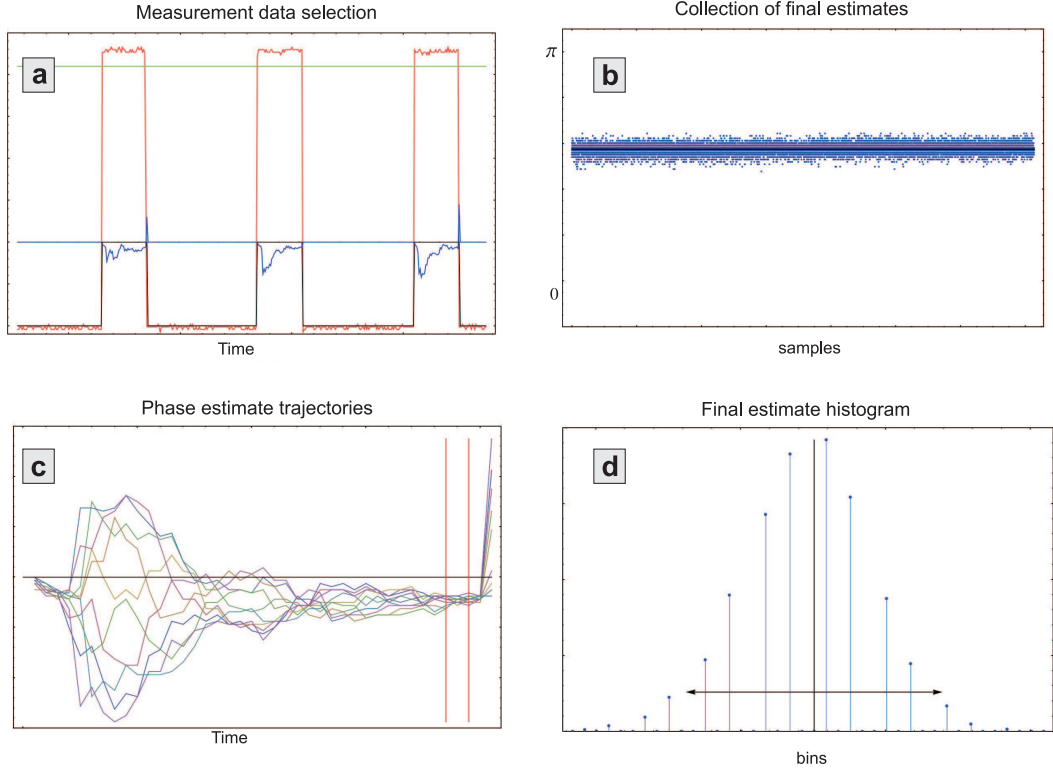 Measurement data selection
a
Time
Collection of final estimates
π
b
0
samples
Phase estimate trajectories
c
Time
Final estimate histogram
d
bins